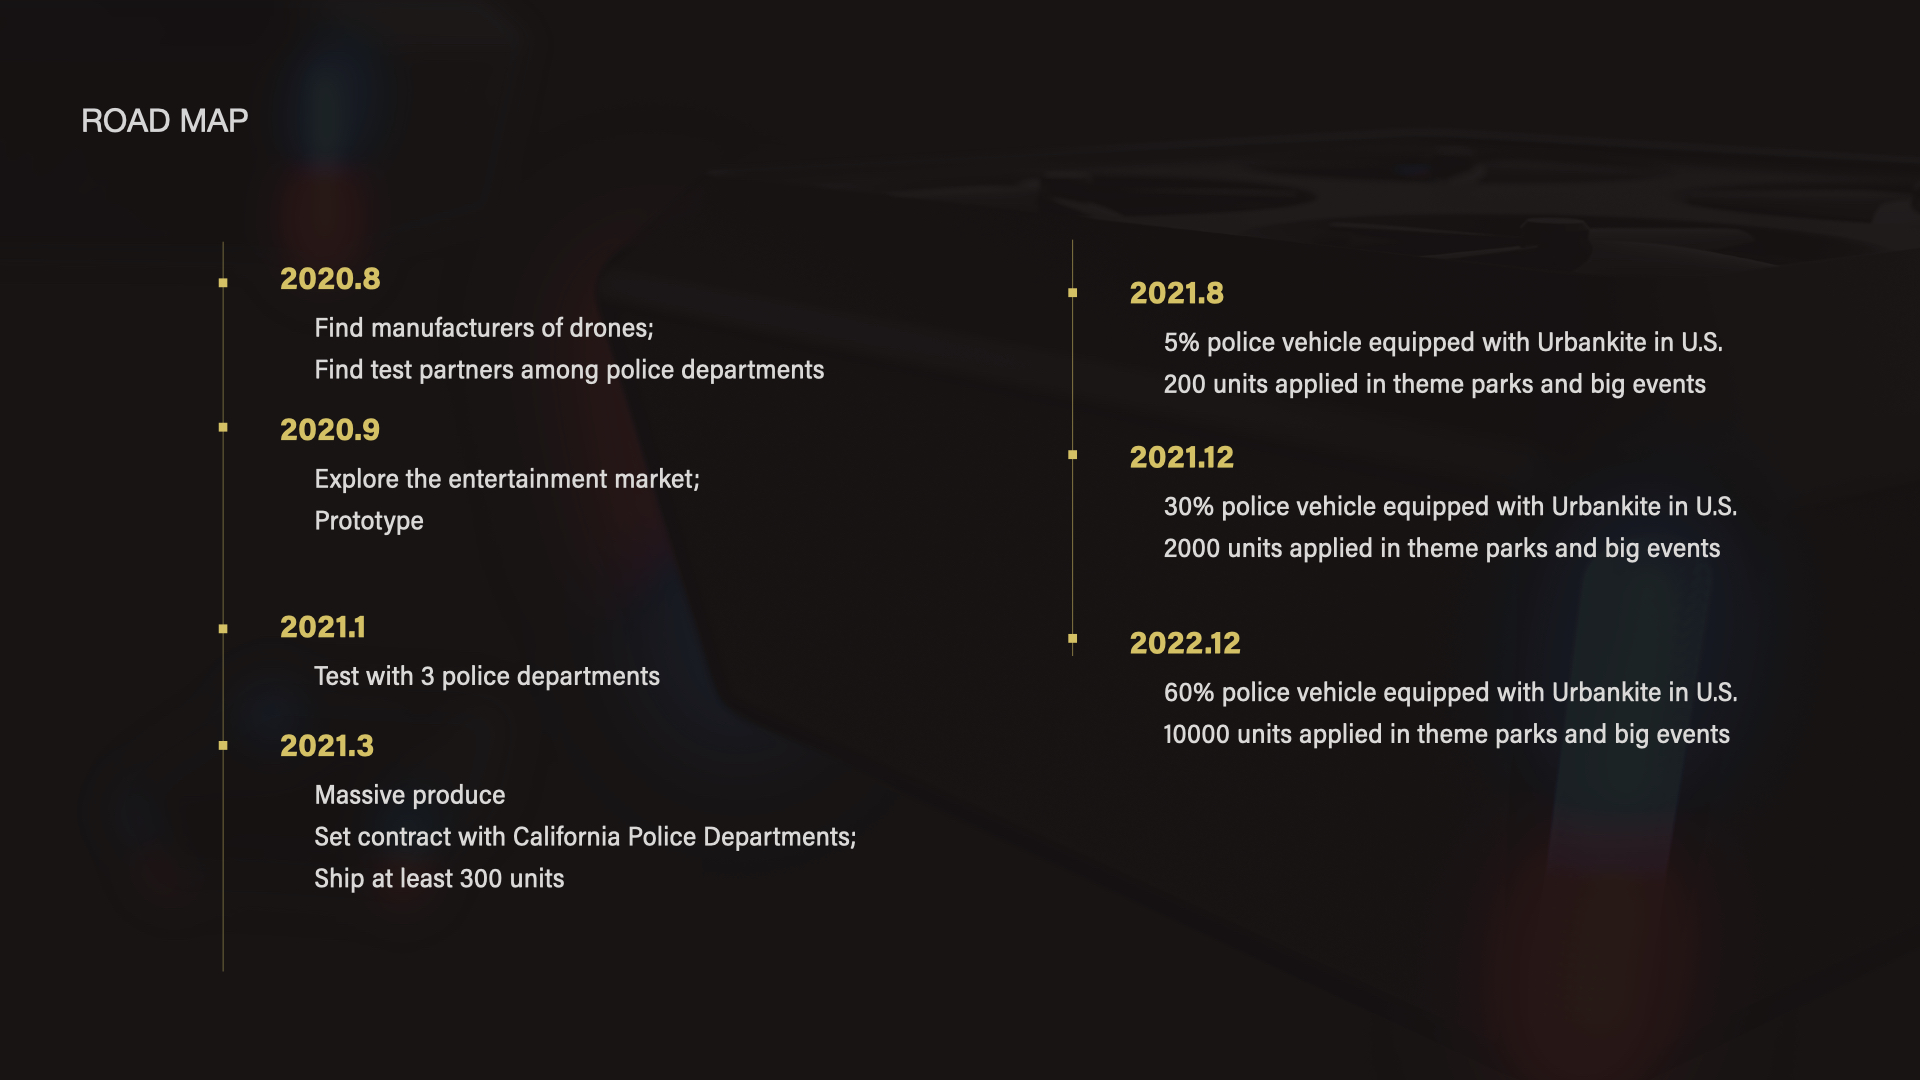 ROAD MAP
2020.8
Find manufacturers of drones;
Find test partners among police departments
2020.9
Explore the entertainment market;
Prototype
2021.1
Test with 3 police departments
2021.3
Massive produce
Set contract with California Police Departments;
Ship at least 300 units
2021.8
5% police vehicle equipped with Urbankite in U.S.
200 units applied in theme parks and big events
2021.12
30% police vehicle equipped with Urbankite in U.S.
2000 units applied in theme parks and big events
2022.12
60% police vehicle equipped with Urbankite in U.S.
10000 units applied in theme parks and big events